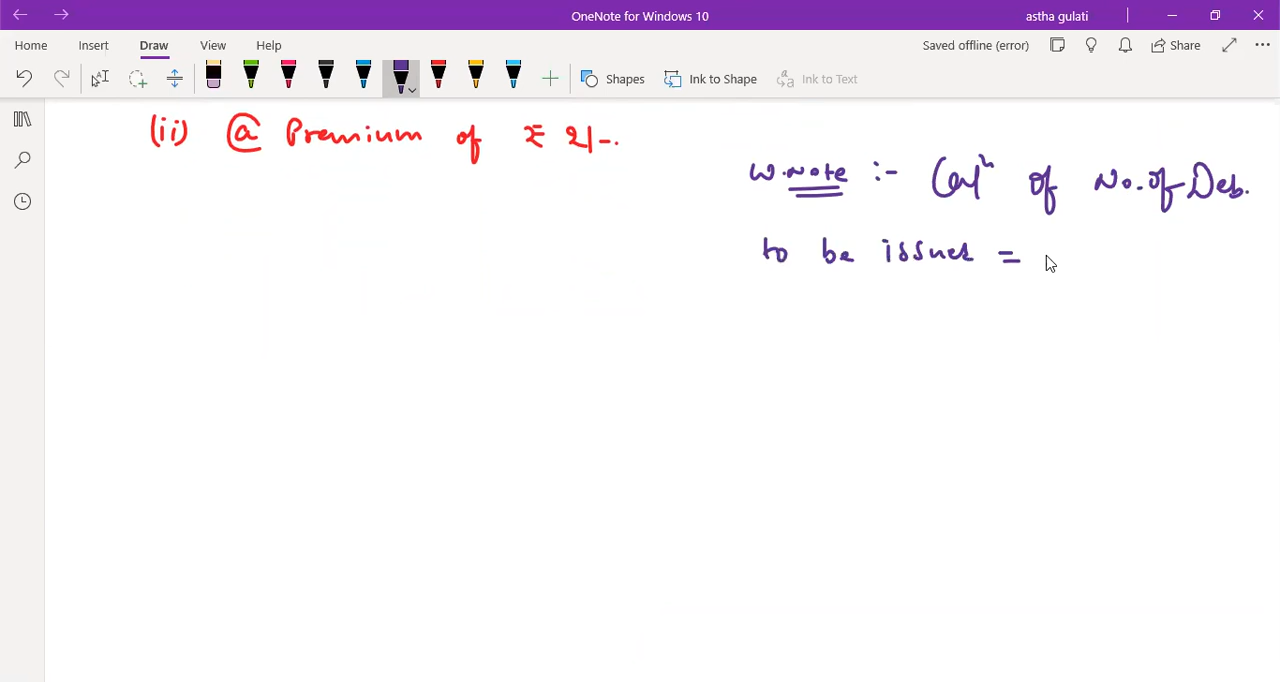 OneNote for Windows 10
astha gulati
Home Insert Draw View Help
Saved offline (error) Share
Shapes Ink to Shape Ink to Text
(ii) @ Premium of ₹ 2/-.
W.Note :- Calⁿ of No. of Deb.
to be issued =